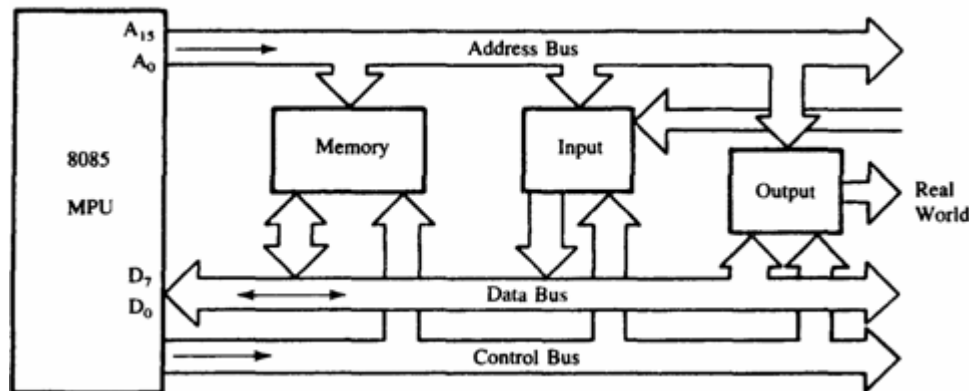 A15
Address Bus
A0
Memory
Input
8085
MPU
Output
Real
World
D7
D0
Data Bus
Control Bus